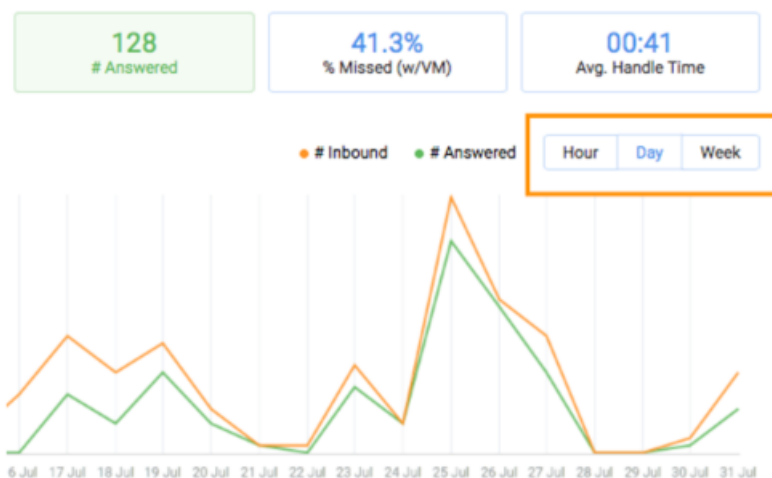 128
# Answered
41.3%
% Missed (w/VM)
00:41
Avg. Handle Time
# Inbound # Answered
Hour Day Week
6 Jul 17 Jul 18 Jul 19 Jul 20 Jul 21 Jul 22 Jul 23 Jul 24 Jul 25 Jul 26 Jul 27 Jul 28 Jul 29 Jul 30 Jul 31 Jul